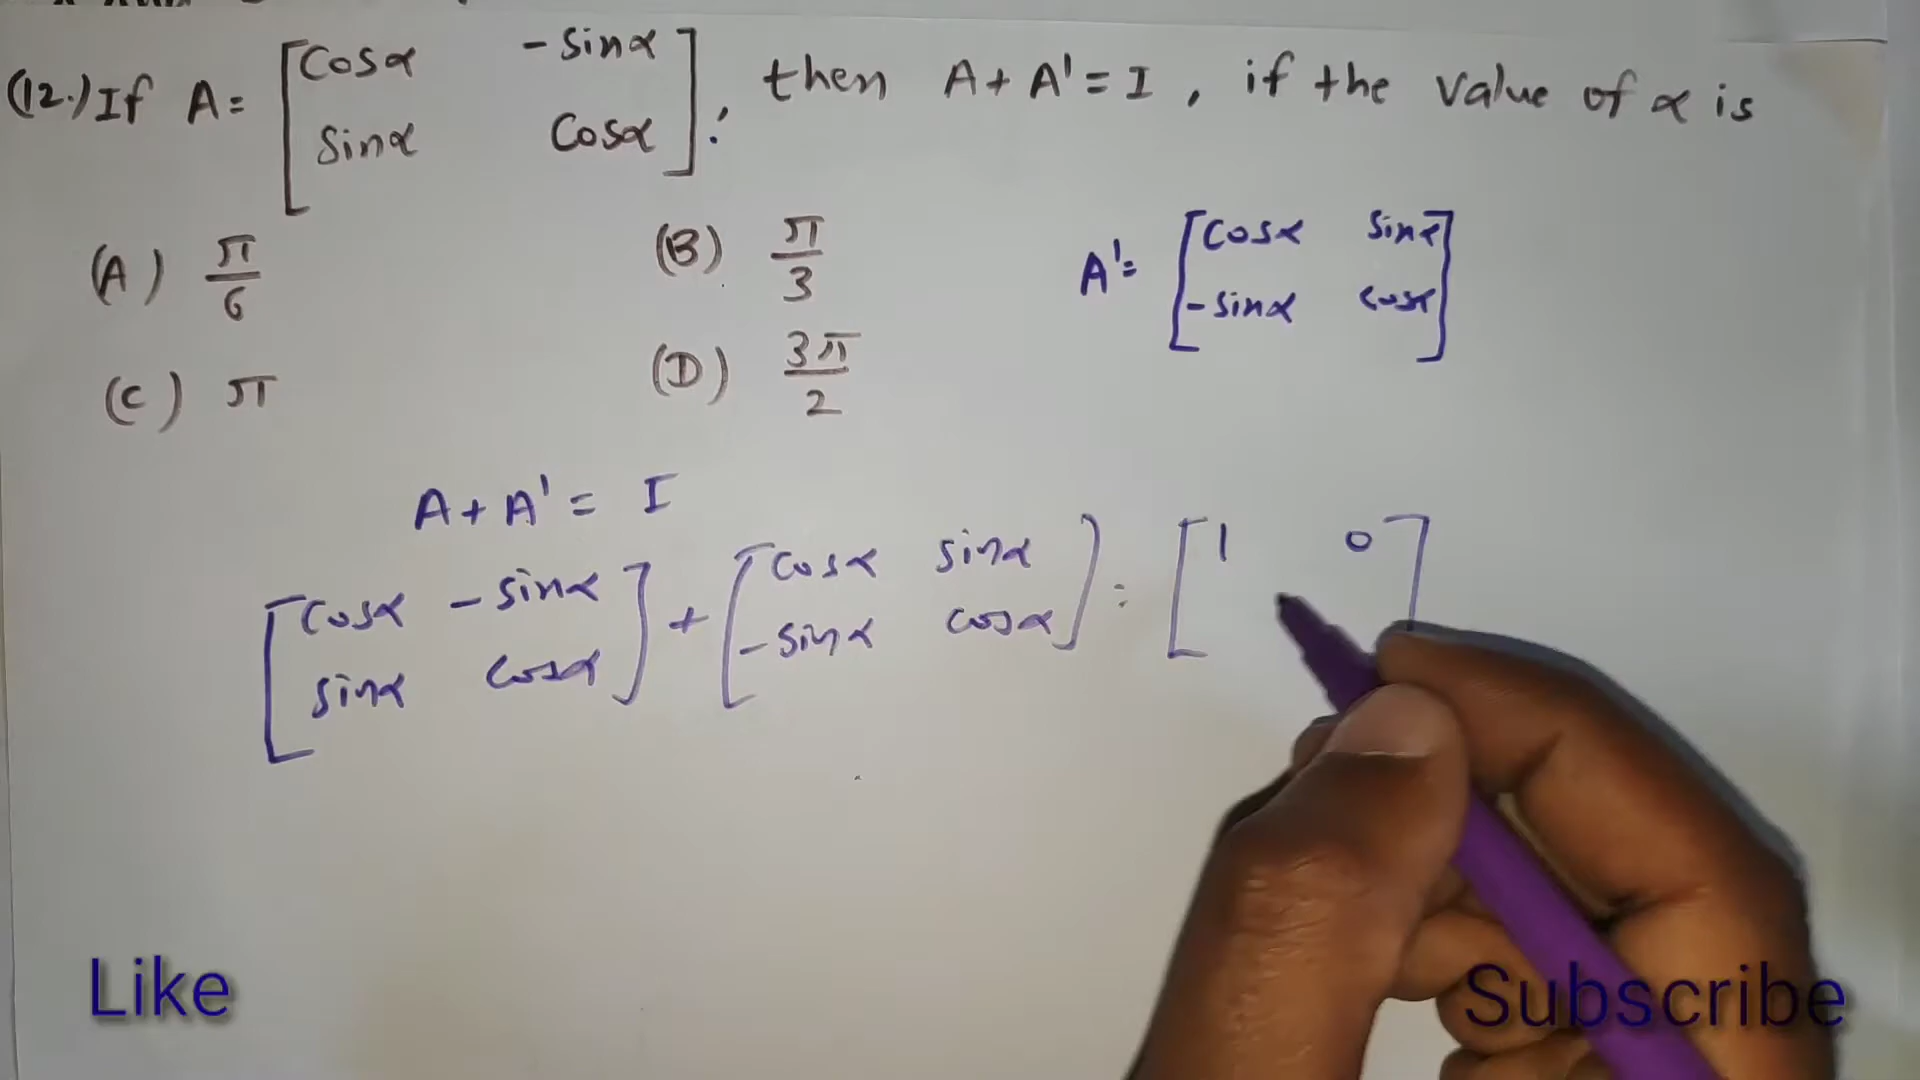 (12.) If A = [cosα -sinα
sinα cosα], then A + A' = I, if the value of α is
(A) π/6 (B) π/3
(C) π (D) 3π/2
A' = [cosα sinα
-sinα cosα]
A + A' = I
[cosα -sinα + [cosα sinα = [1 0]
sinα cosα] -sinα cosα]
Like
Subscribe